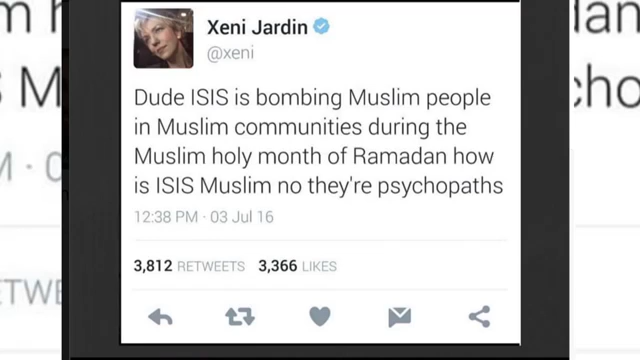 Xeni Jardin
@xeni
Dude ISIS is bombing Muslim people
in Muslim communities during the
Muslim holy month of Ramadan how
is ISIS Muslim no they're psychopaths
12:38 PM · 03 Jul 16
3,812 RETWEETS 3,366 LIKES